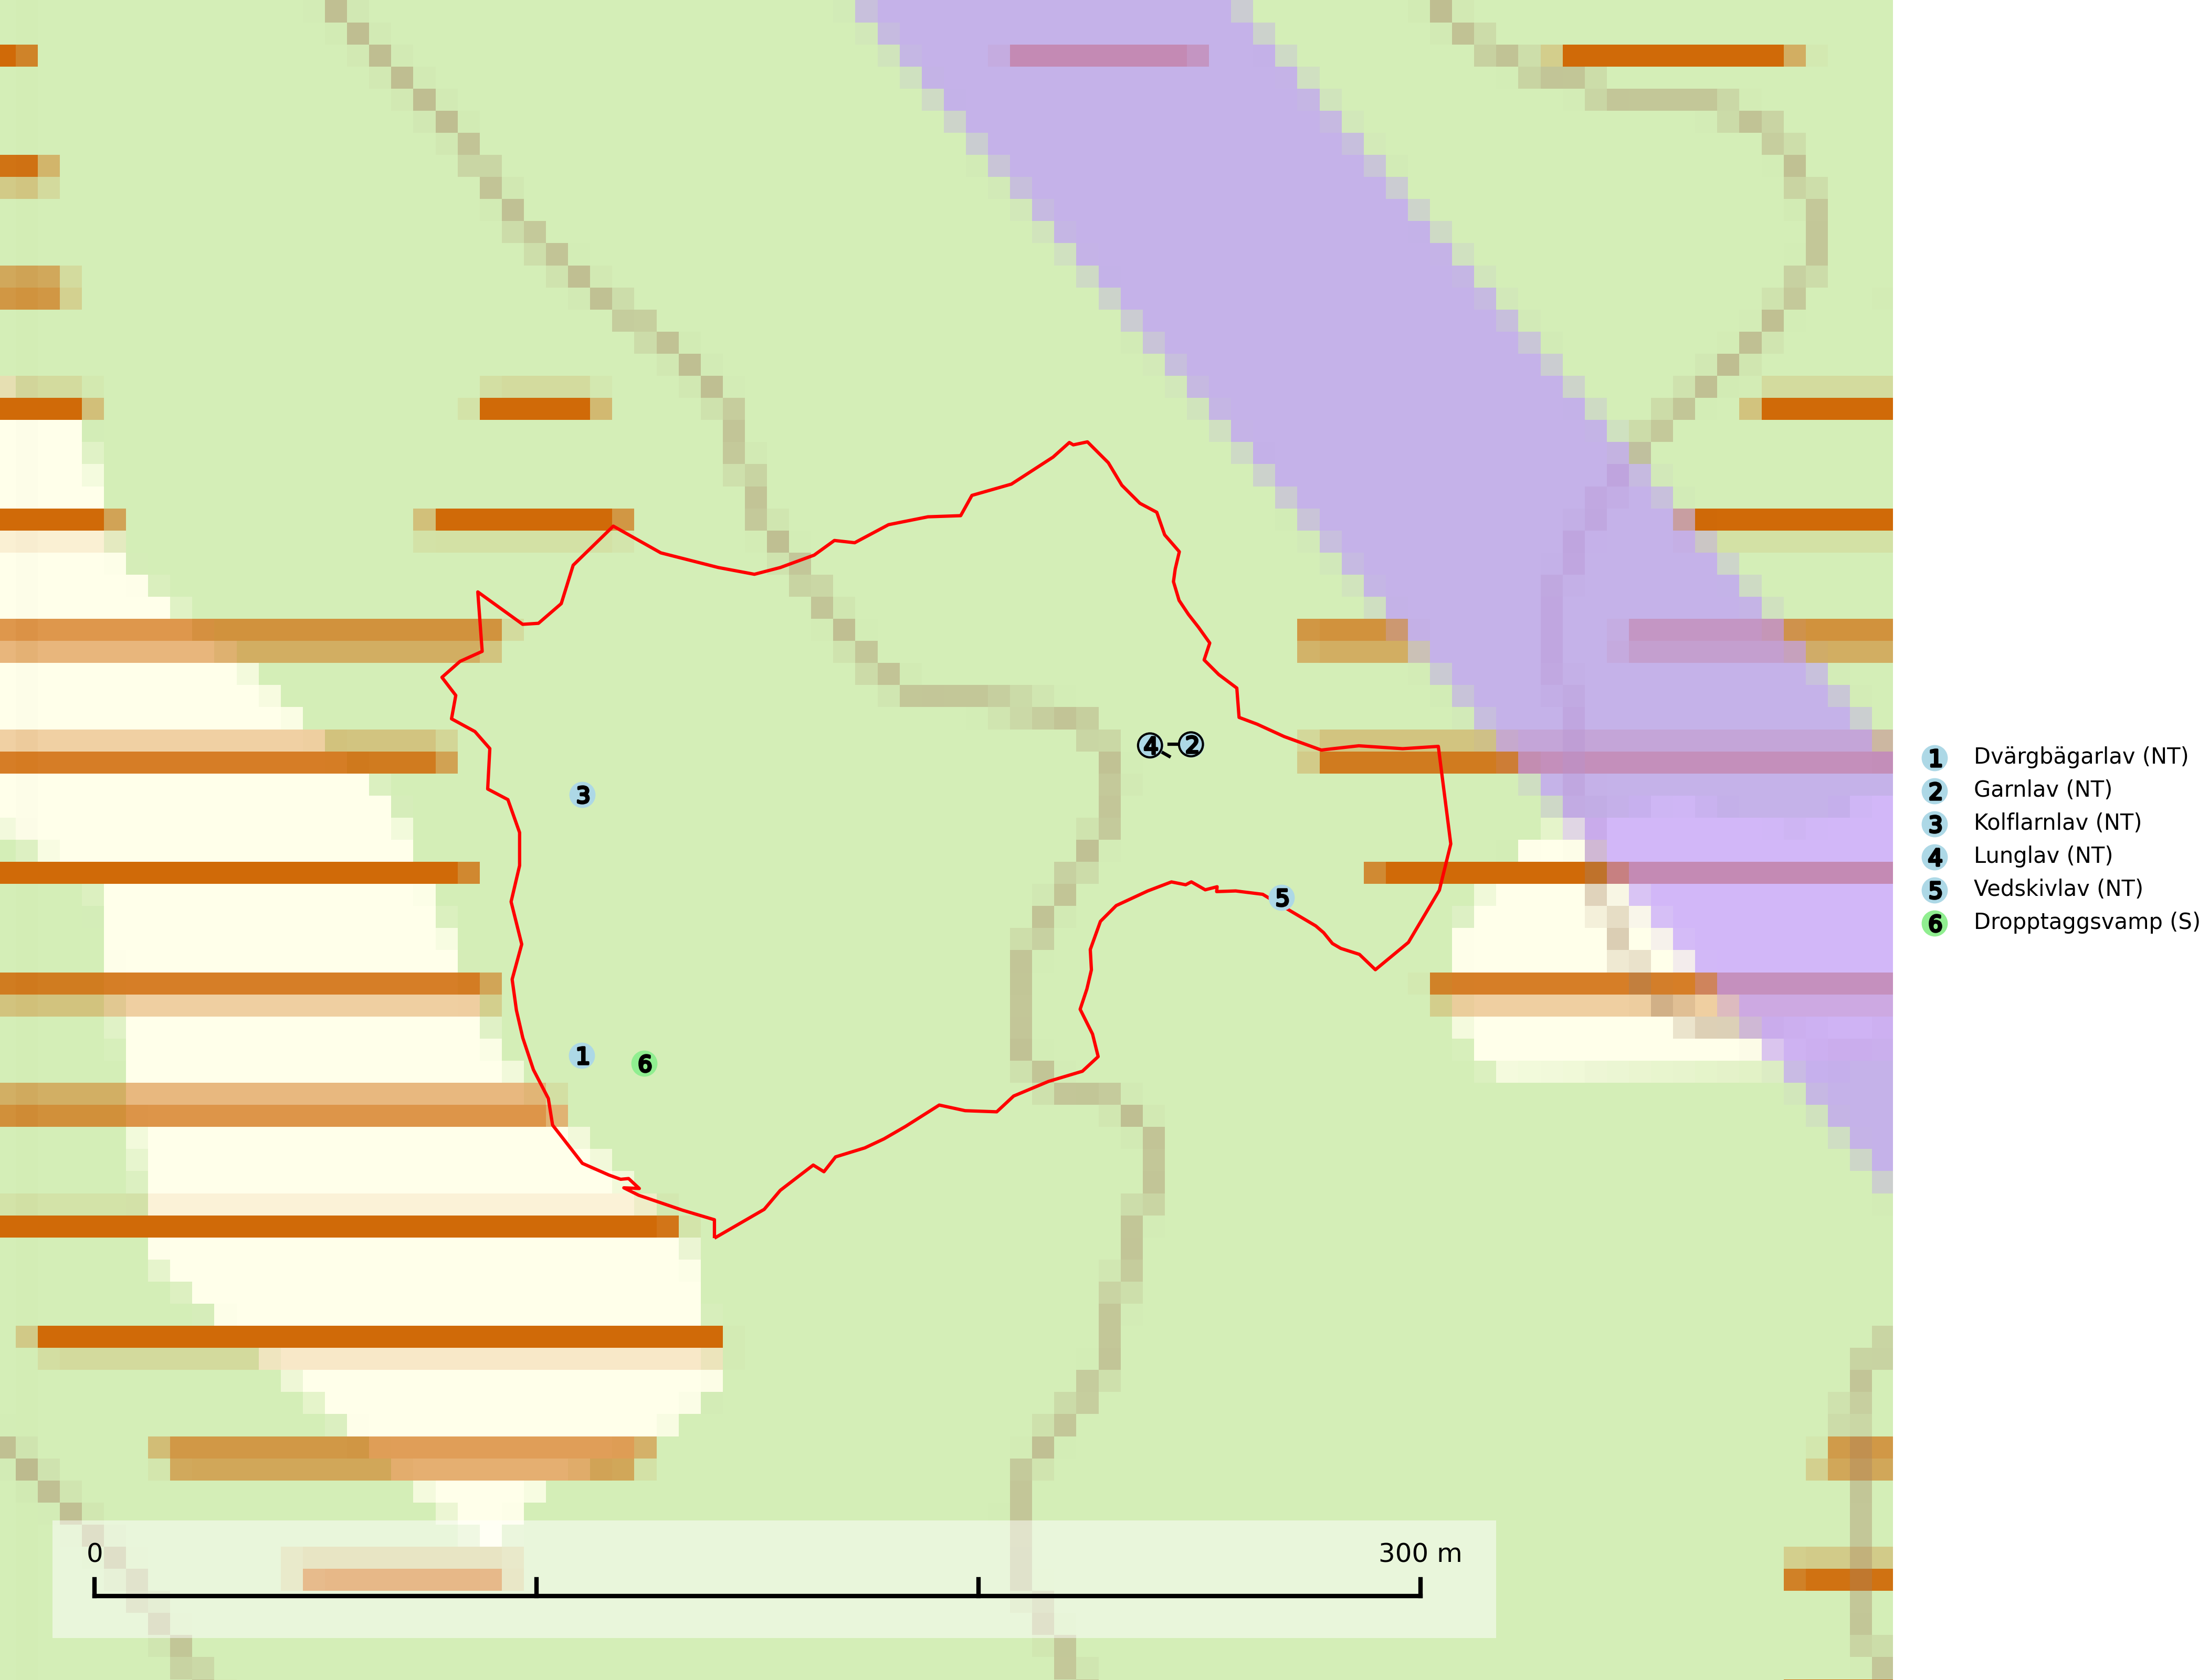 4 2
3
5
1
6
1 Dvärgbägarlav (NT)
2 Garnlav (NT)
3 Kolflarnlav (NT)
4 Lunglav (NT)
5 Vedskivlav (NT)
6 Dropptaggsvamp (S)
0 300 m